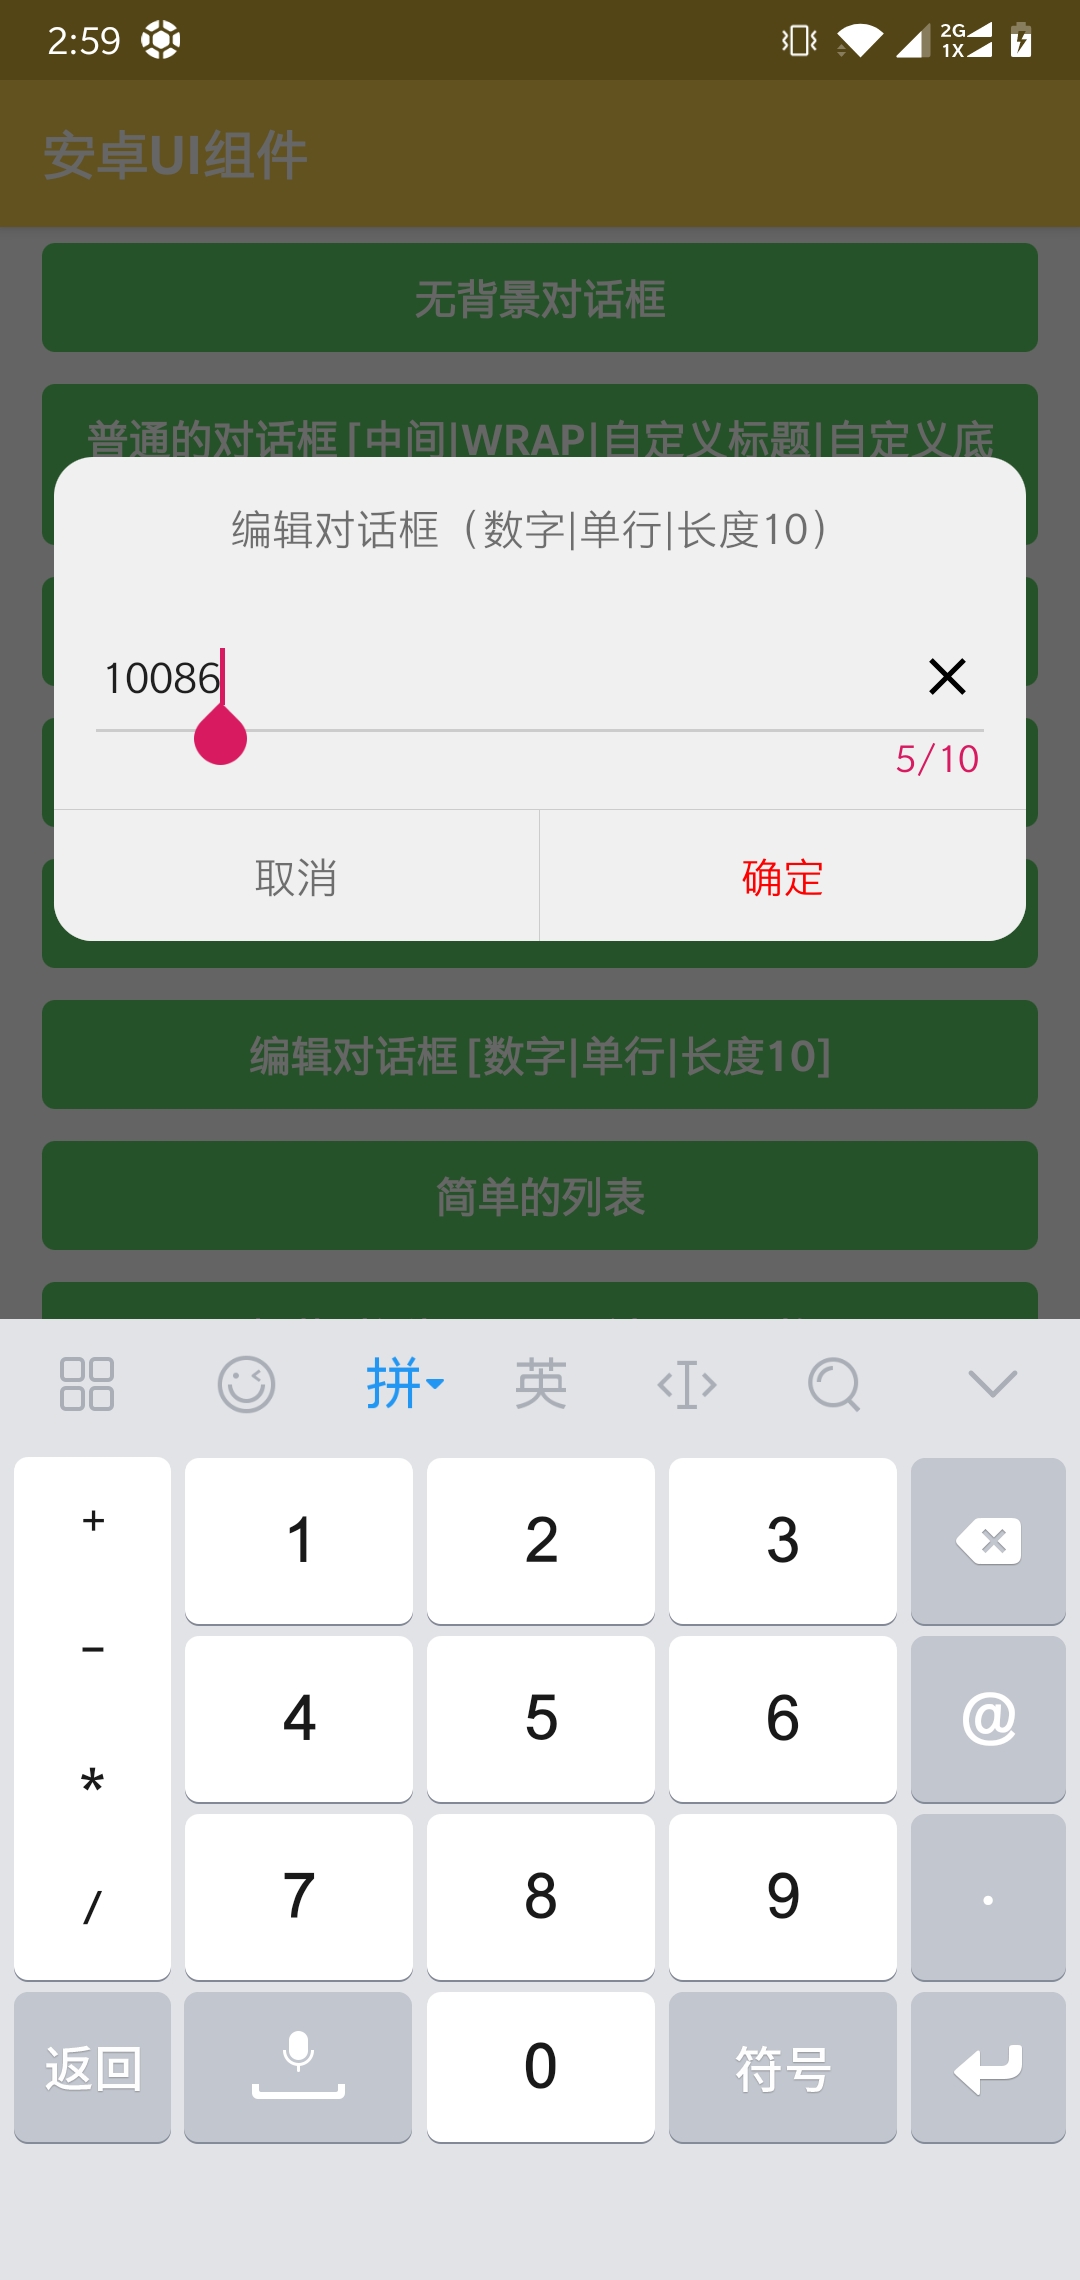 2:59
2G
1X
安卓UI组件
无背景对话框
普通的对话框 [中间|WRAP|自定义标题|自定义底
编辑对话框（数字|单行|长度10）
10086
5/10
取消
确定
编辑对话框 [数字|单行|长度10]
简单的列表
拼
英
+
1
2
3
-
4
5
6
@
*
7
8
9
.
/
返回
0
符号